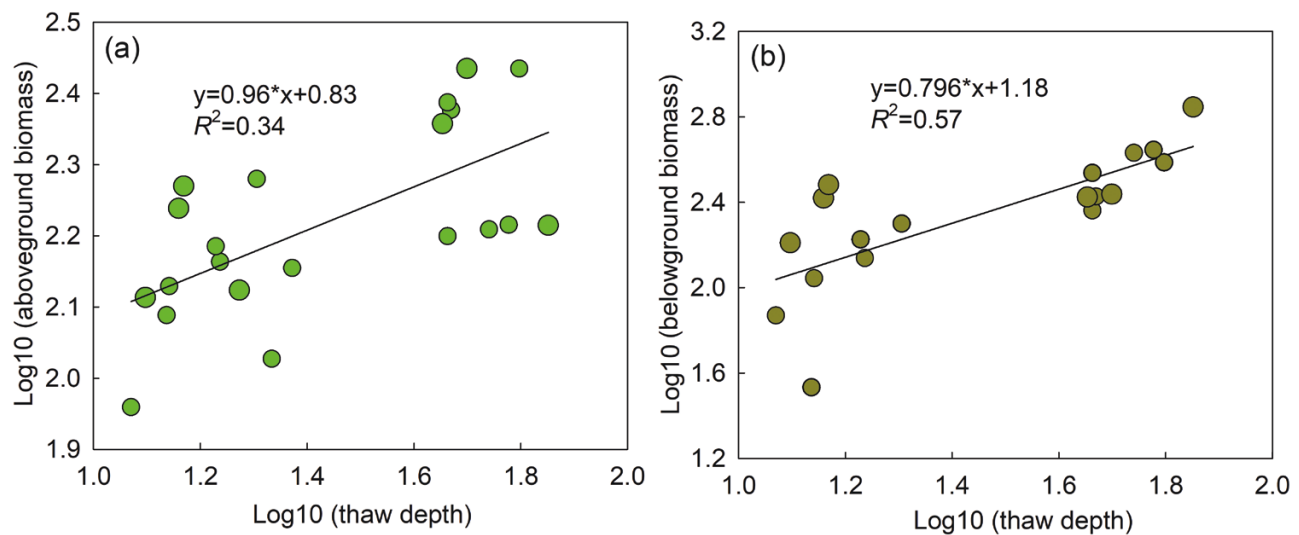 (a)
y=0.96*x+0.83
R²=0.34
2.5
2.4
2.3
2.2
2.1
2.0
1.9
Log10 (aboveground biomass)
1.0 1.2 1.4 1.6 1.8 2.0
Log10 (thaw depth)
(b)
y=0.796*x+1.18
R²=0.57
3.2
2.8
2.4
2.0
1.6
1.2
Log10 (belowground biomass)
1.0 1.2 1.4 1.6 1.8 2.0
Log10 (thaw depth)